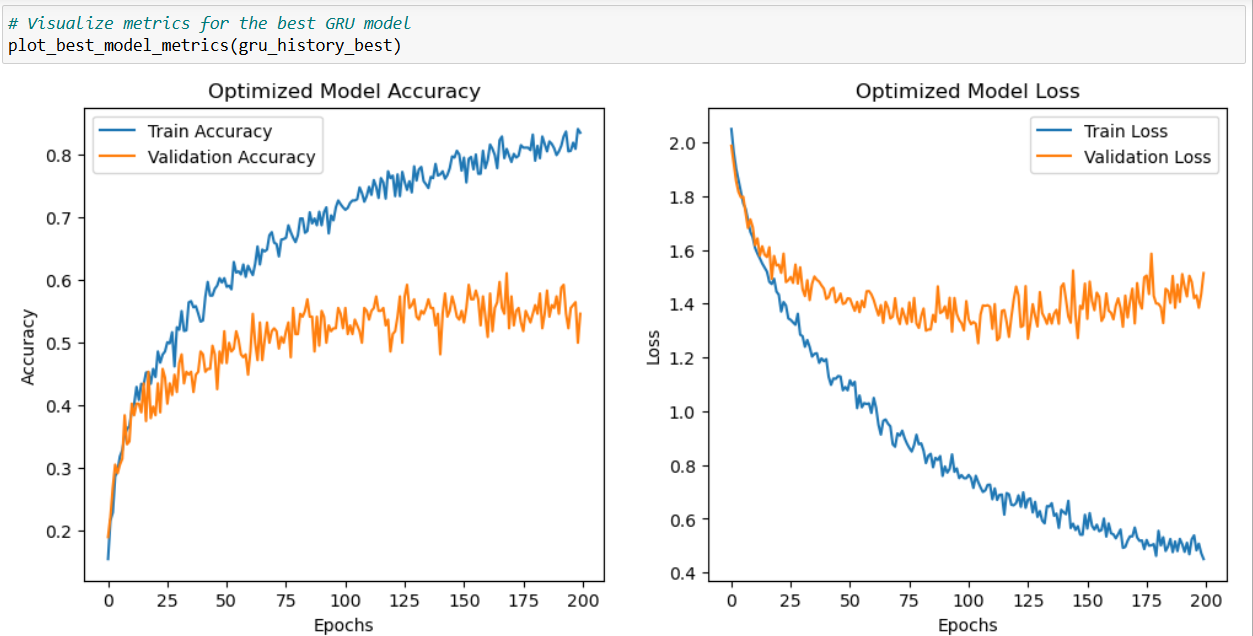 # Visualize metrics for the best GRU model
plot_best_model_metrics(gru_history_best)
Optimized Model Accuracy
Train Accuracy
Validation Accuracy
0.8
0.7
0.6
0.5
0.4
0.3
0.2
Accuracy
0 25 50 75 100 125 150 175 200
Epochs
Optimized Model Loss
Train Loss
Validation Loss
2.0
1.8
1.6
1.4
1.2
1.0
0.8
0.6
0.4
Loss
0 25 50 75 100 125 150 175 200
Epochs